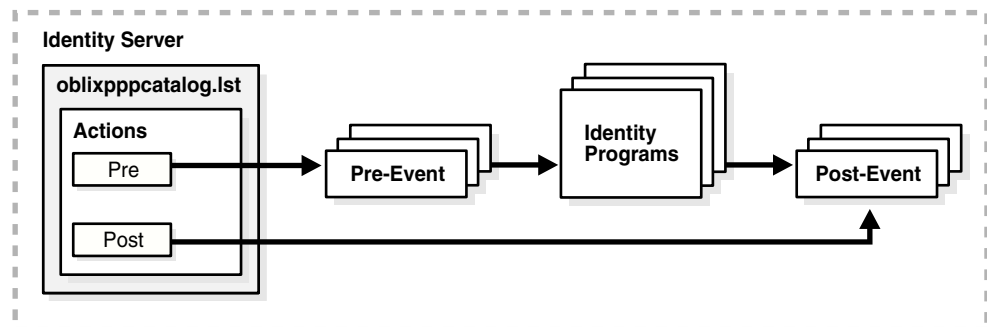 Identity Server
oblixpppcatalog.lst
Actions
Pre
Post
Pre-Event
Identity
Programs
Post-Event